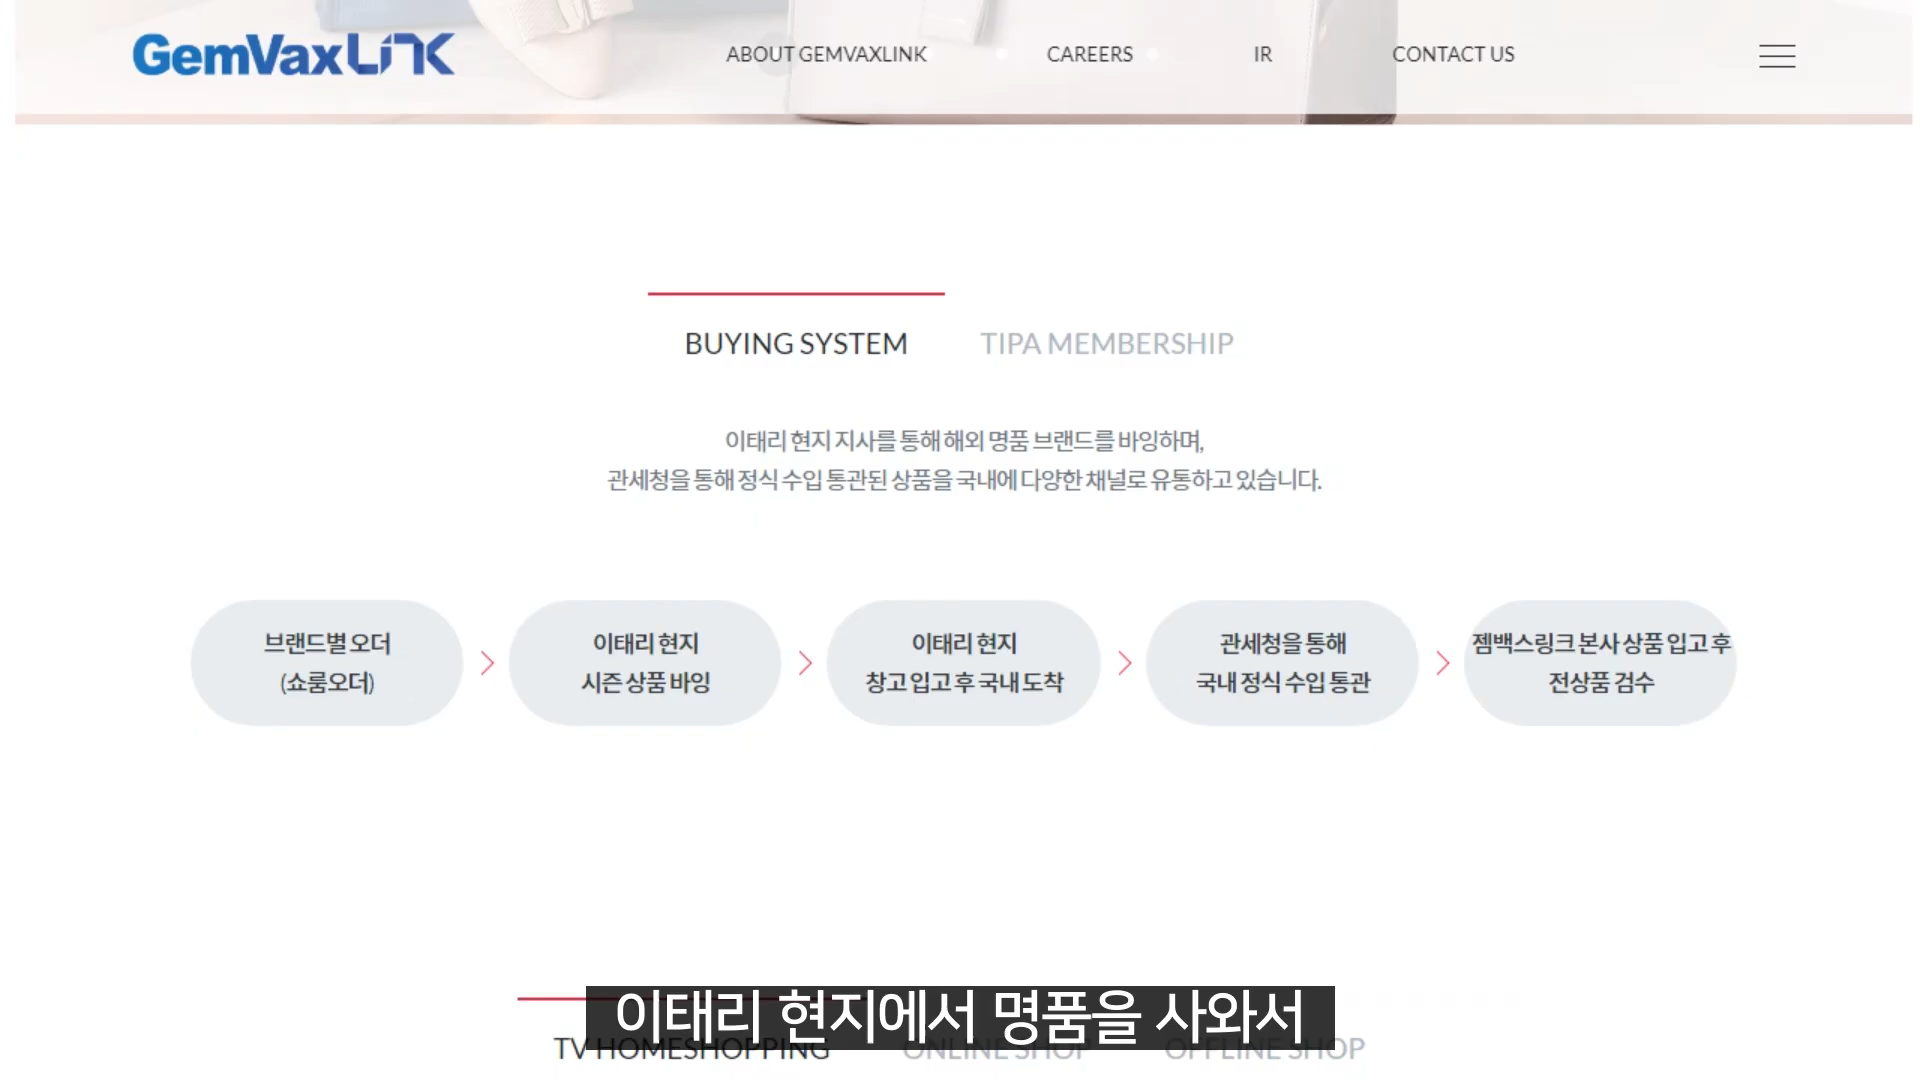 GemVaxLiNK
ABOUT GEMVAXLINK
CAREERS
IR
CONTACT US
BUYING SYSTEM
TIPA MEMBERSHIP
이태리 현지 지사를 통해 해외 명품 브랜드를 바잉하며,
관세청을 통해 정식 수입 통관된 상품을 국내에 다양한 채널로 유통하고 있습니다.
브랜드별 오더
(쇼룸오더)
이태리 현지
시즌 상품 바잉
이태리 현지
창고 입고 후 국내 도착
관세청을 통해
국내 정식 수입 통관
젬백스링크 본사 상품 입고 후
전상품 검수
이태리 현지에서 명품을 사와서
TV HOMESHOPPING
ONLINE SHOP
OFFLINE SHOP